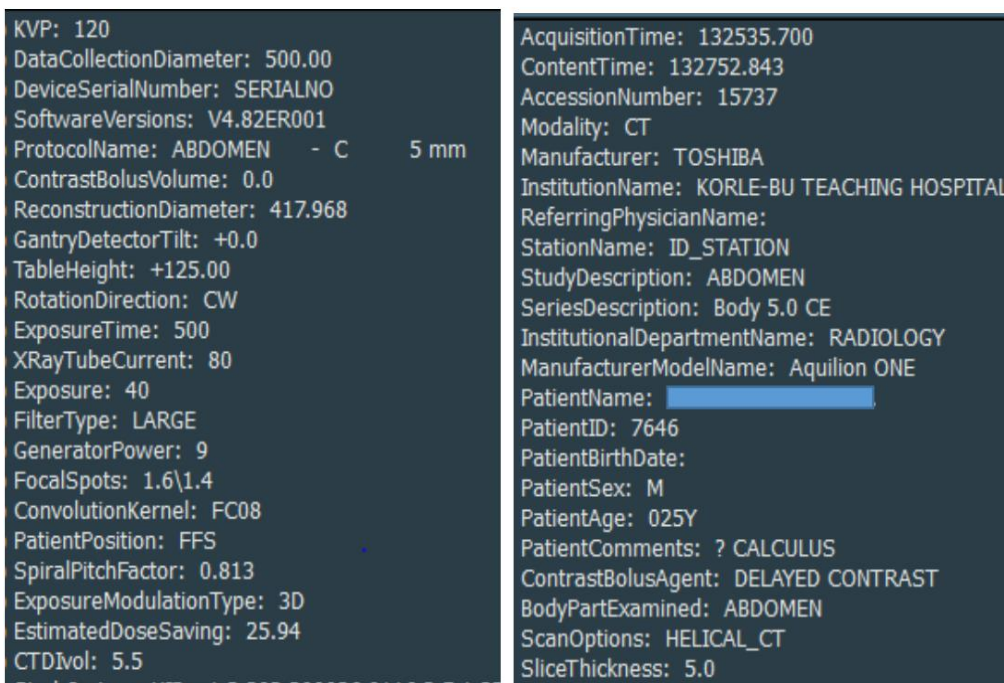 KVP: 120
DataCollectionDiameter: 500.00
DeviceSerialNumber: SERIALNO
SoftwareVersions: V4.82ER001
ProtocolName: ABDOMEN - C 5 mm
ContrastBolusVolume: 0.0
ReconstructionDiameter: 417.968
GantryDetectorTilt: +0.0
TableHeight: +125.00
RotationDirection: CW
ExposureTime: 500
XRayTubeCurrent: 80
Exposure: 40
FilterType: LARGE
GeneratorPower: 9
FocalSpots: 1.6\1.4
ConvolutionKernel: FC08
PatientPosition: FFS
SpiralPitchFactor: 0.813
ExposureModulationType: 3D
EstimatedDoseSaving: 25.94
CTDIvol: 5.5
AcquisitionTime: 132535.700
ContentTime: 132752.843
AccessionNumber: 15737
Modality: CT
Manufacturer: TOSHIBA
InstitutionName: KORLE-BU TEACHING HOSPITAL
ReferringPhysicianName:
StationName: ID_STATION
StudyDescription: ABDOMEN
SeriesDescription: Body 5.0 CE
InstitutionalDepartmentName: RADIOLOGY
ManufacturerModelName: Aquilion ONE
PatientName:
PatientID: 7646
PatientBirthDate:
PatientSex: M
PatientAge: 025Y
PatientComments: ? CALCULUS
ContrastBolusAgent: DELAYED CONTRAST
BodyPartExamined: ABDOMEN
ScanOptions: HELICAL_CT
SliceThickness: 5.0